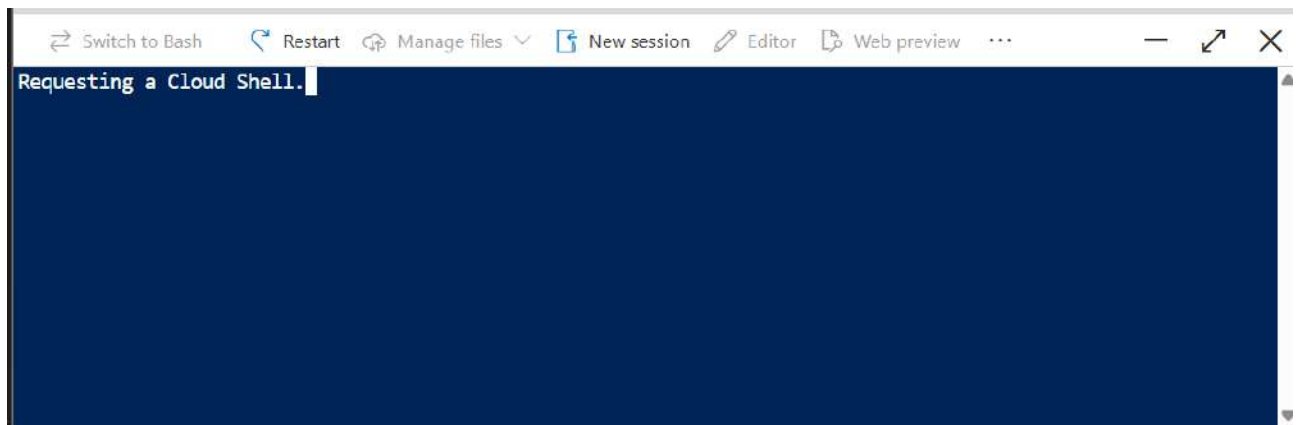 Switch to Bash Restart Manage files New session Editor Web preview ...
Requesting a Cloud Shell.